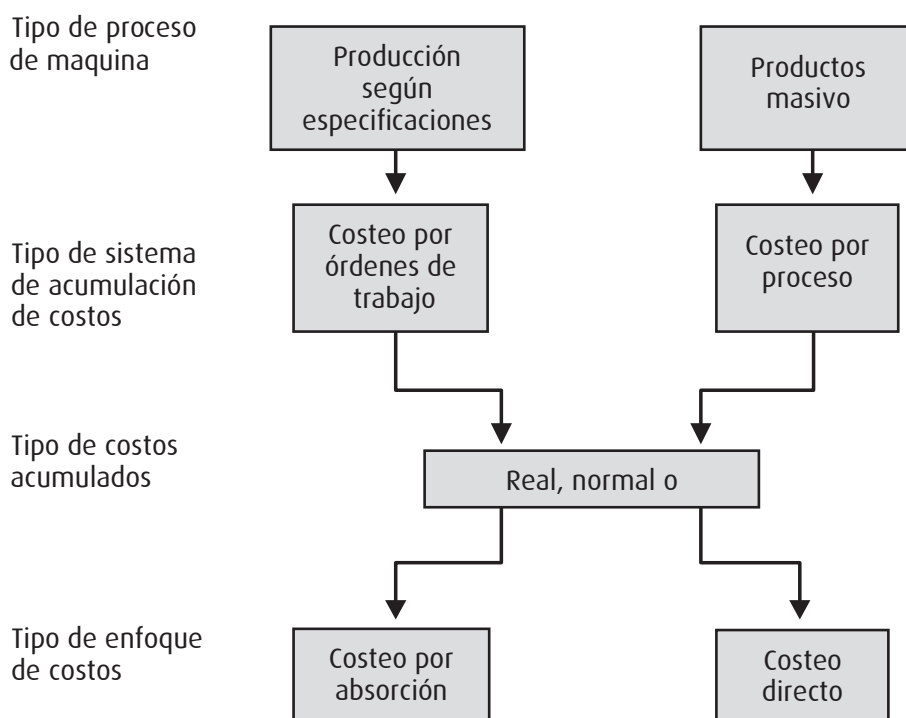 Tipo de proceso
de maquina
Producción
según
especificaciones
Productos
masivo
Tipo de sistema
de acumulación
de costos
Costeo por
órdenes de
trabajo
Costeo por
proceso
Tipo de costos
acumulados
Real, normal o
Tipo de enfoque
de costos
Costeo por
absorción
Costeo
directo